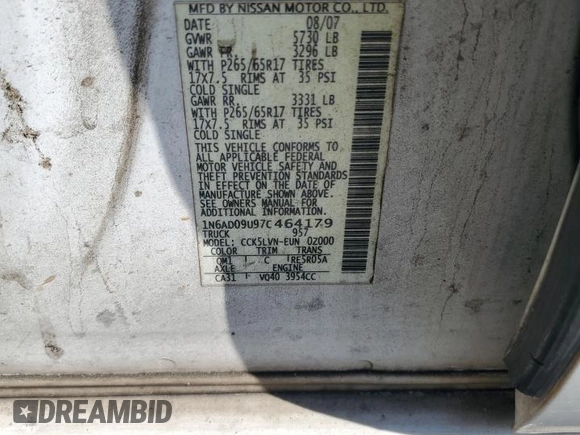 MFD BY NISSAN MOTOR CO., LTD.
DATE 08/07
GVWR 5730 LB
GAWR FR. 3296 LB
WITH P265/65R17 TIRES
17X7.5 RIMS AT 35 PSI
COLD SINGLE
GAWR RR. 3331 LB
WITH P265/65R17 TIRES
17X7.5 RIMS AT 35 PSI
COLD SINGLE
THIS VEHICLE CONFORMS TO
ALL APPLICABLE FEDERAL
MOTOR VEHICLE SAFETY AND
THEFT PREVENTION STANDARDS
IN EFFECT ON THE DATE OF
MANUFACTURE SHOWN ABOVE.
SEE OWNERS MANUAL FOR
ADDITIONAL INFORMATION
1N6AD09U97C464179
TRUCK 957
MODEL: CCK5LVN-EUN 02000
COLOR TRIM TRANS
QM1 C RE5R05A
AXLE ENGINE
CA31 VQ40 3954CC
DREAMBID